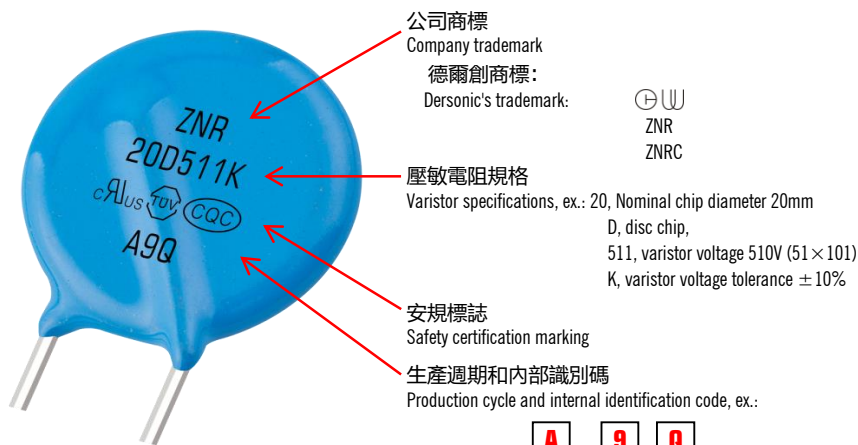 ZNR
20D511K
cRUus TÜV CQC
A9Q
公司商標
Company trademark
德爾創商標:
Dersonic's trademark:
ZNR
ZNRC
壓敏電阻規格
Varistor specifications, ex.: 20, Nominal chip diameter 20mm
D, disc chip,
511, varistor voltage 510V (51×101)
K, varistor voltage tolerance ±10%
安規標誌
Safety certification marking
生產週期和內部識別碼
Production cycle and internal identification code, ex.:
A 9 Q